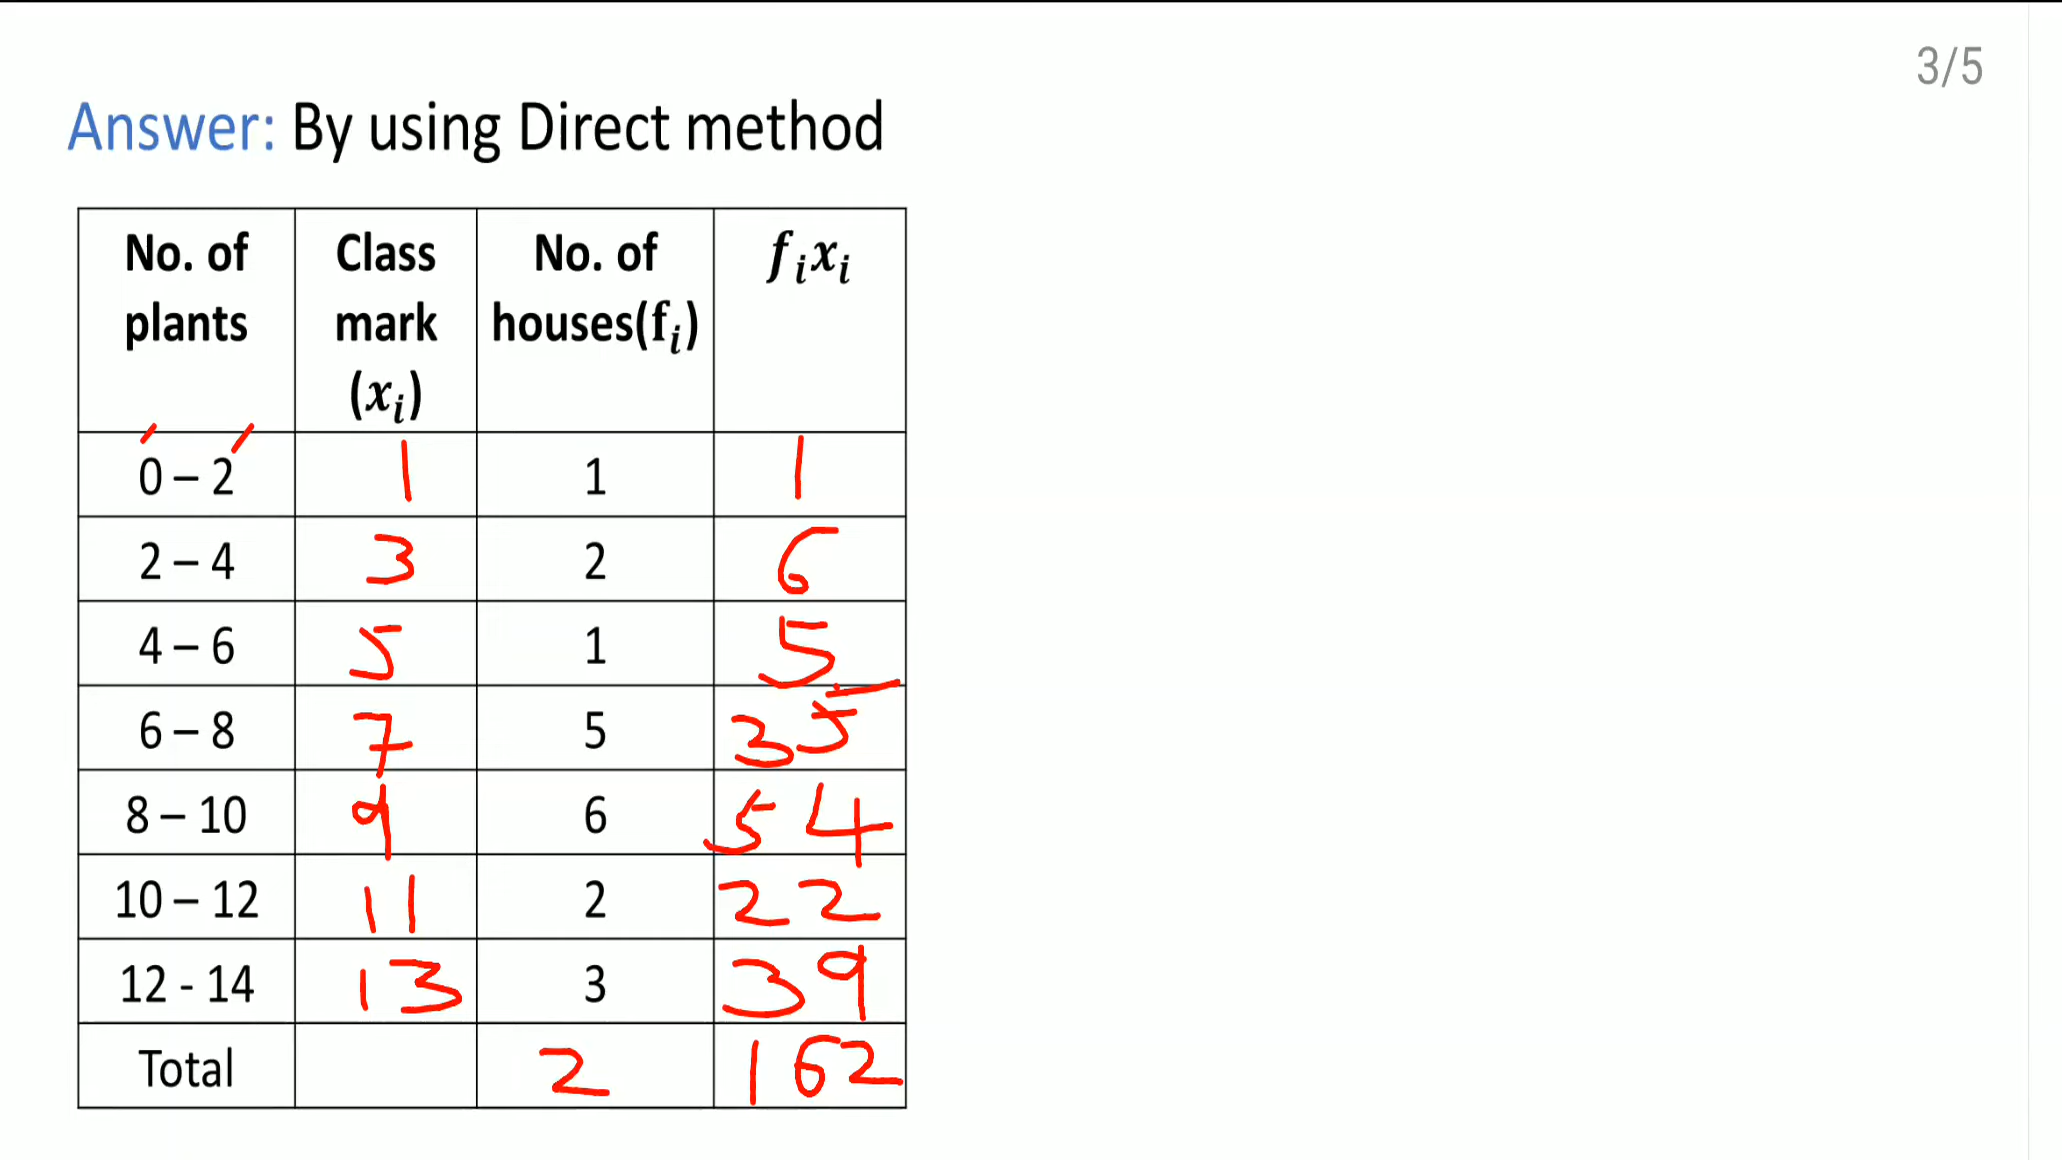 3/5
Answer: By using Direct method
No. of plants | Class mark (xᵢ) | No. of houses(fᵢ) | fᵢxᵢ
0 – 2 | 1 | 1 | 1
2 – 4 | 3 | 2 | 6
4 – 6 | 5 | 1 | 5
6 – 8 | 7 | 5 | 35
8 – 10 | 9 | 6 | 54
10 – 12 | 11 | 2 | 22
12 - 14 | 13 | 3 | 39
Total | | 2 | 162